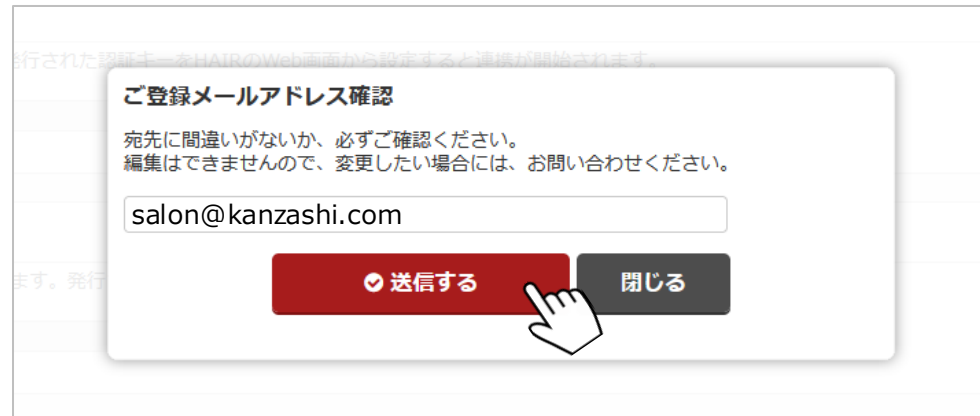 発行された認証キーをHAIRのWeb画面から設定すると連携が開始されます。
ご登録メールアドレス確認
宛先に間違いがないか、必ずご確認ください。
編集はできませんので、変更したい場合には、お問い合わせください。
salon@kanzashi.com
ます。発行
送信する
閉じる